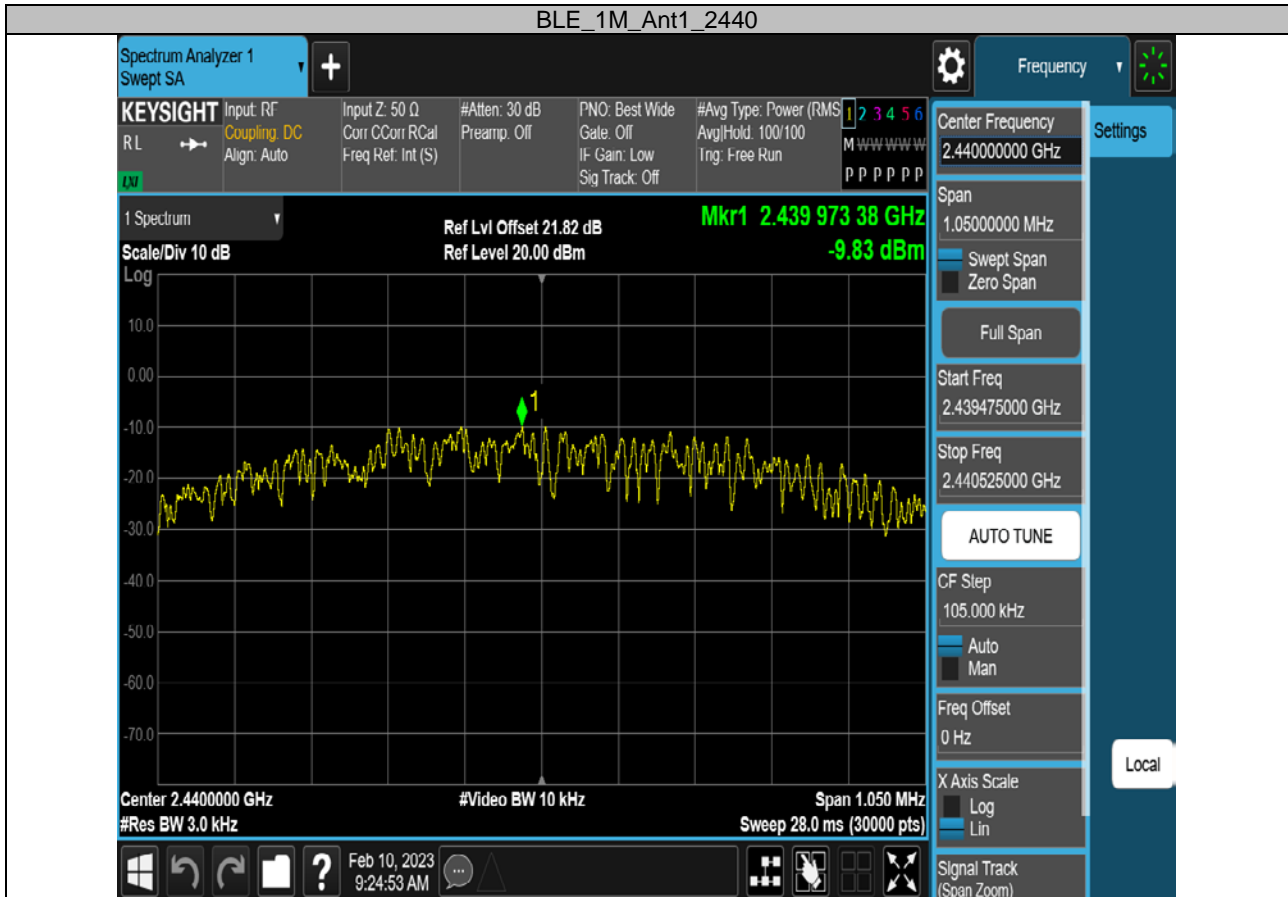 BLE_1M_Ant1_2440
Spectrum Analyzer 1
Swept SA
Frequency
KEYSIGHT
RL
LXI
Input: RF
Coupling: DC
Align: Auto
Input Z: 50 Ω
Corr CCorr RCal
Freq Ref: Int (S)
#Atten: 30 dB
Preamp: Off
PNO: Best Wide
Gate: Off
IF Gain: Low
Sig Track: Off
#Avg Type: Power (RMS
Avg|Hold: 100/100
Trig: Free Run
1 2 3 4 5 6
M W W W W W
P P P P P P
1 Spectrum
Scale/Div 10 dB
Ref Lvl Offset 21.82 dB
Ref Level 20.00 dBm
Mkr1 2.439 973 38 GHz
-9.83 dBm
Log
10.0
0.00
-10.0
-20.0
-30.0
-40.0
-50.0
-60.0
-70.0
1
Center 2.4400000 GHz
#Res BW 3.0 kHz
#Video BW 10 kHz
Span 1.050 MHz
Sweep 28.0 ms (30000 pts)
Feb 10, 2023
9:24:53 AM
Center Frequency
2.440000000 GHz
Settings
Span
1.05000000 MHz
Swept Span
Zero Span
Full Span
Start Freq
2.439475000 GHz
Stop Freq
2.440525000 GHz
AUTO TUNE
CF Step
105.000 kHz
Auto
Man
Freq Offset
0 Hz
X Axis Scale
Log
Lin
Local
Signal Track
(Span Zoom)